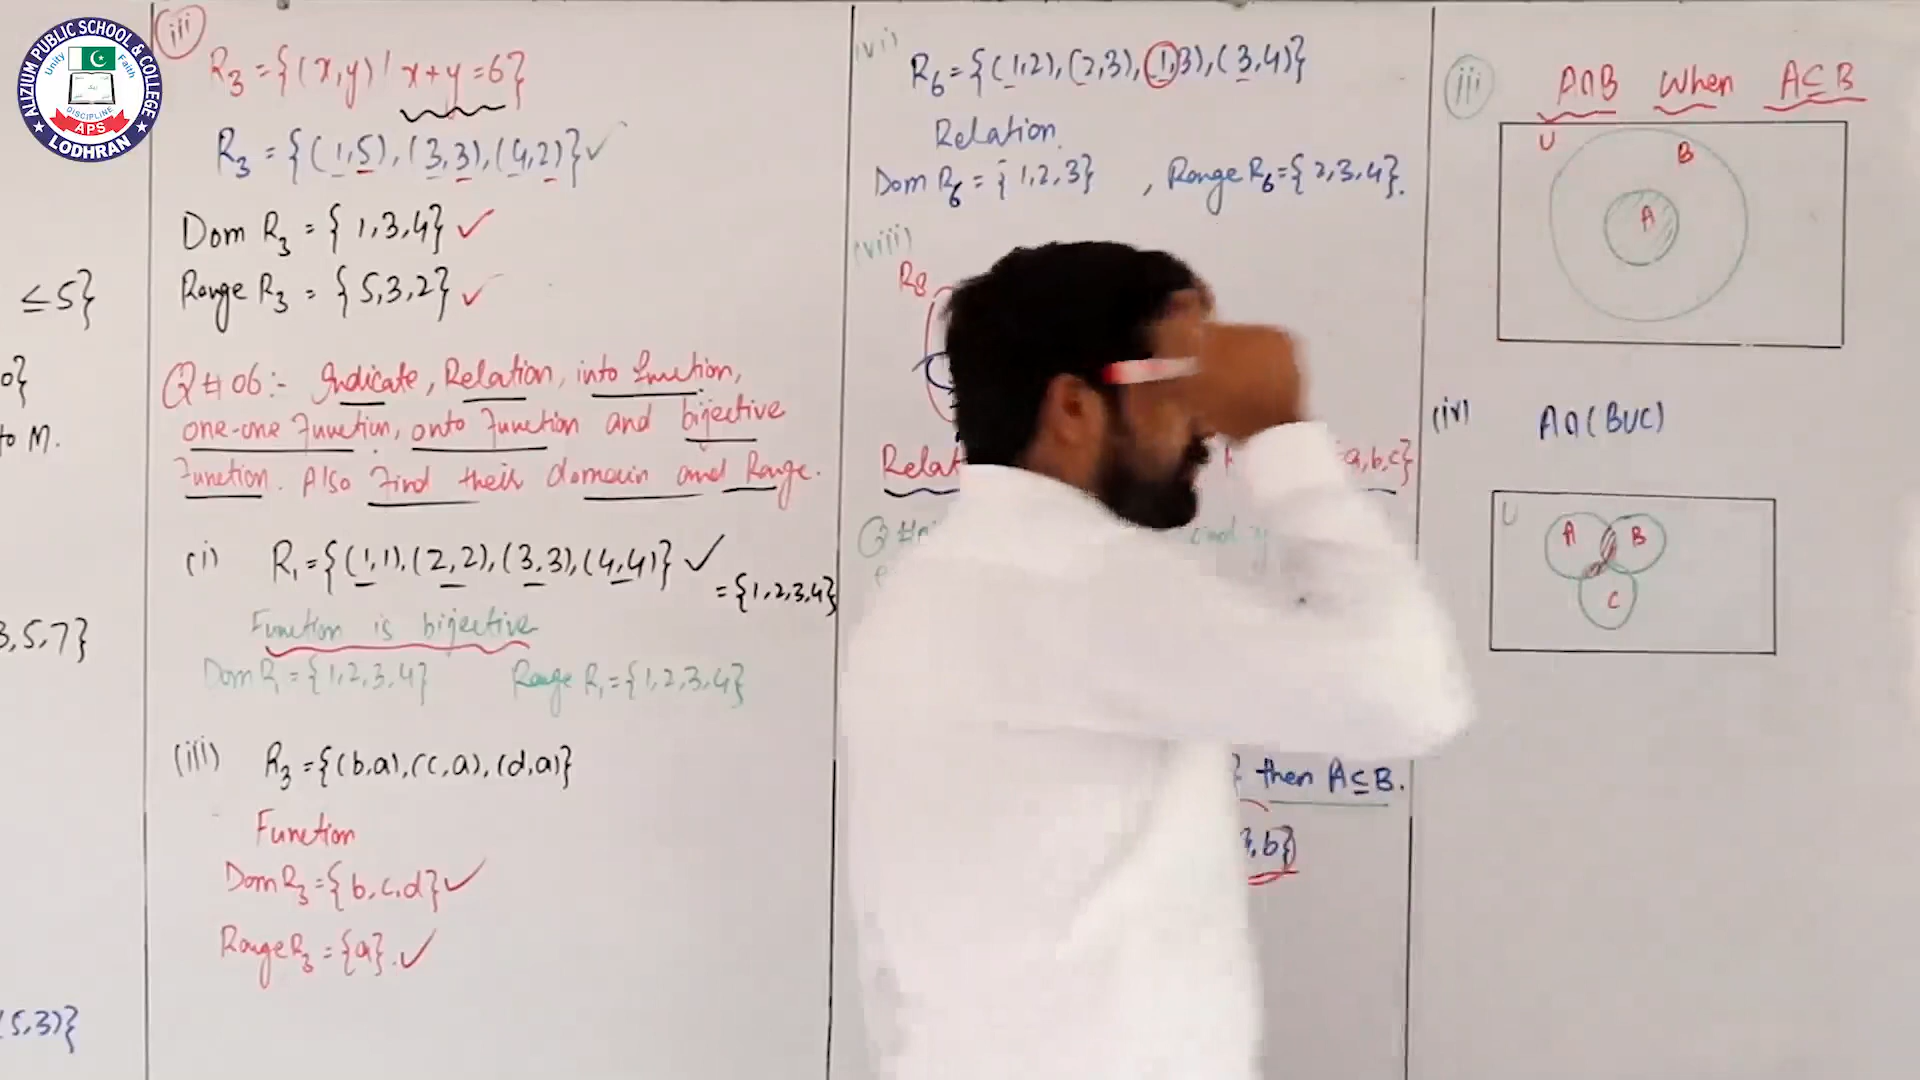 ALIZIUM PUBLIC SCHOOL & COLLEGE
Unity
Faith
DISCIPLINE
APS
LODHRAN
≤ 5}
0}
to M.
3,5,7}
(5,3)}
iii
R₃ = {(x,y) | x+y=6}
R₃ = {(1,5),(3,3),(4,2)} ✓
Dom R₃ = {1,3,4} ✓
Range R₃ = {5,3,2} ✓
Q#06:- Indicate, Relation, into function,
one-one Function, onto Function and bijective
Function. Also Find their domain and Range.
(i) R₁ = {(1,1),(2,2),(3,3),(4,4)} ✓
= {1,2,3,4}
Function is bijective
Dom R₁ = {1,2,3,4} Range R₁ = {1,2,3,4}
(iii) R₃ = {(b,a),(c,a),(d,a)}
Function
Dom R₃ = {b,c,d} ✓
Range R₃ = {a}. ✓
(vi)
R₆ = {(1,2),(2,3),(1,3),(3,4)}
Relation.
Dom R₆ = {1,2,3} , Range R₆ = {2,3,4}.
(viii)
R₈
Relat
a,b,c}
Q#
} then A⊆B.
3,b}
iii A∩B When A⊆B
U
B
A
(iv) A∩(B∪C)
U
A B
C